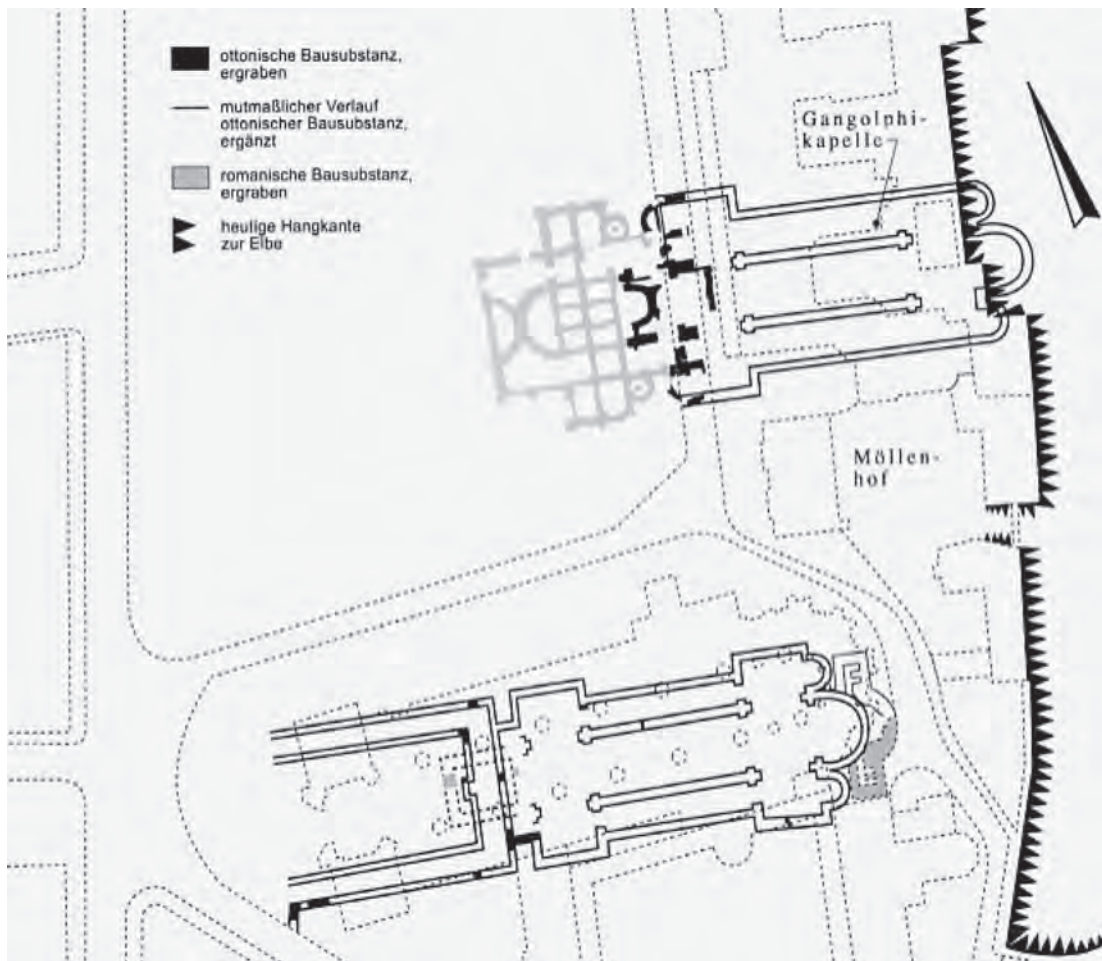 ottonische Bausubstanz,
ergraben
mutmaßlicher Verlauf
ottonischer Bausubstanz,
ergänzt
romanische Bausubstanz,
ergraben
heutige Hangkante
zur Elbe
Gangolphi-
kapelle
Möllen-
hof